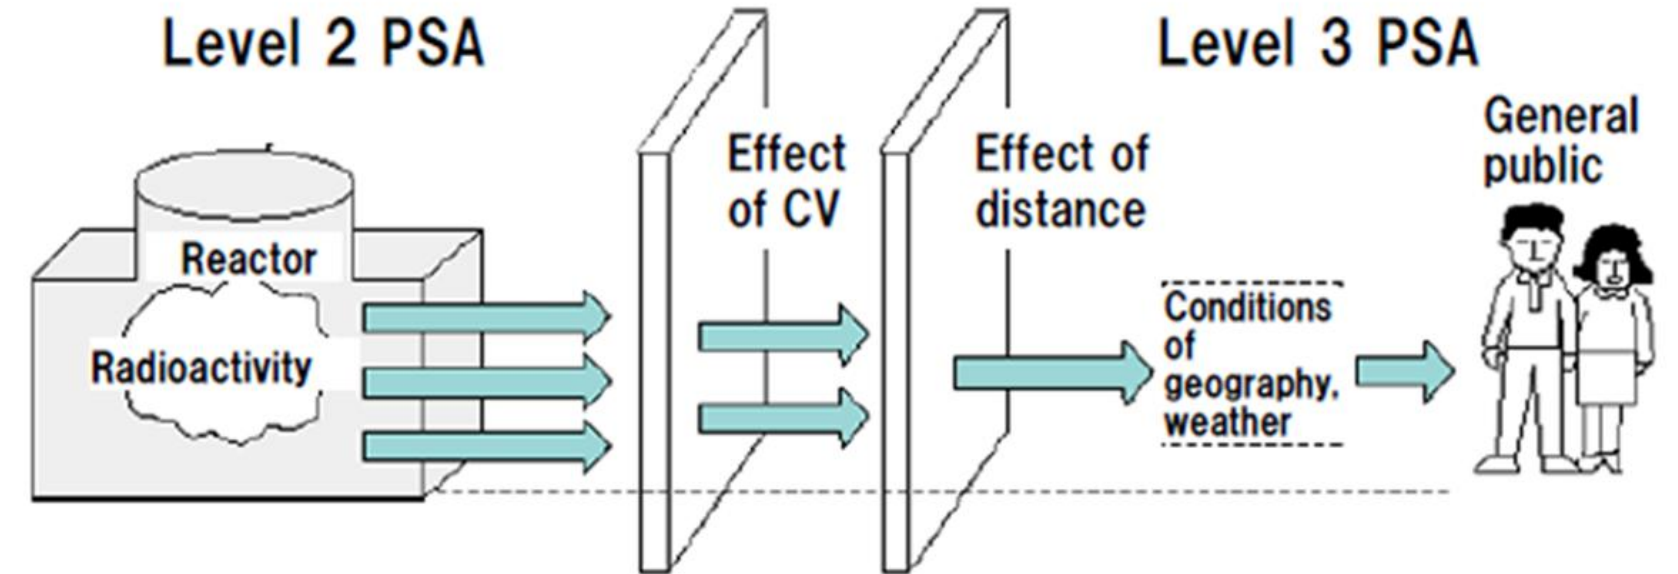 Level 2 PSA
Level 3 PSA
General
public
Effect
of CV
Effect of
distance
Reactor
Radioactivity
Conditions
of
geography,
weather